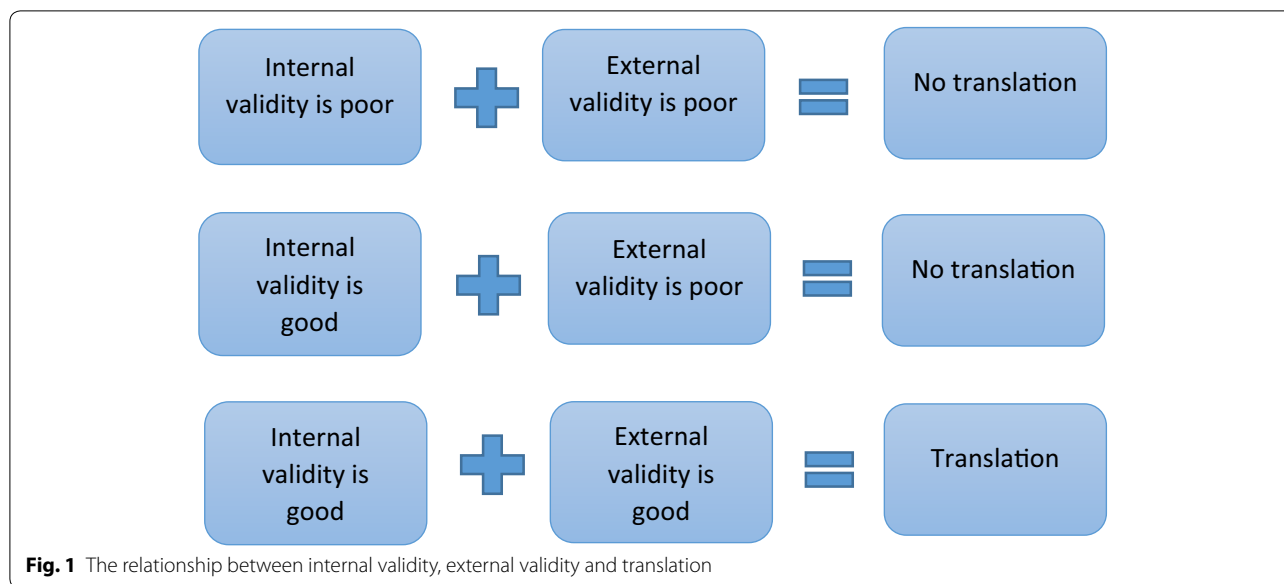 Internal
validity is poor
External
validity is poor
No translation
Internal
validity is
good
External
validity is poor
No translation
Internal
validity is
good
External
validity is
good
Translation
Fig. 1 The relationship between internal validity, external validity and translation